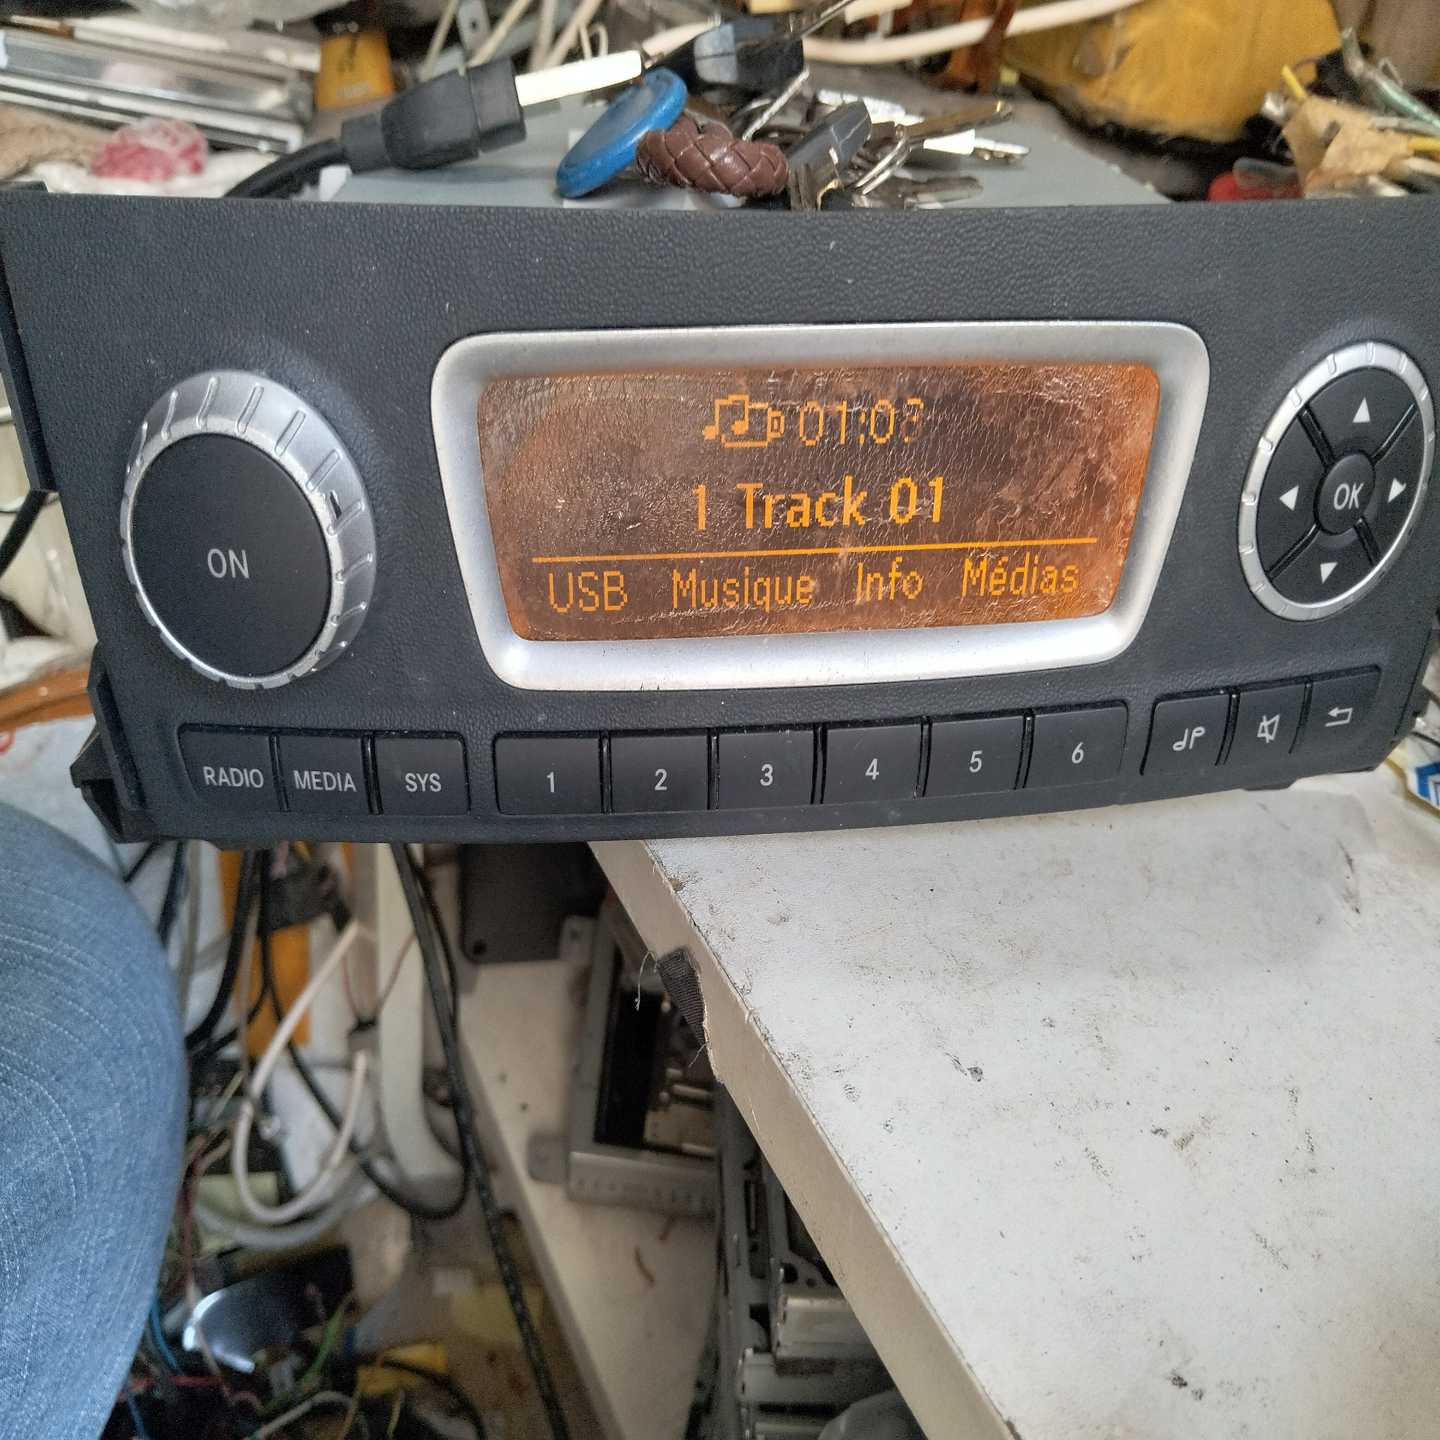 01:03
1 Track 01
USB Musique Info Médias
ON
OK
RADIO MEDIA SYS 1 2 3 4 5 6